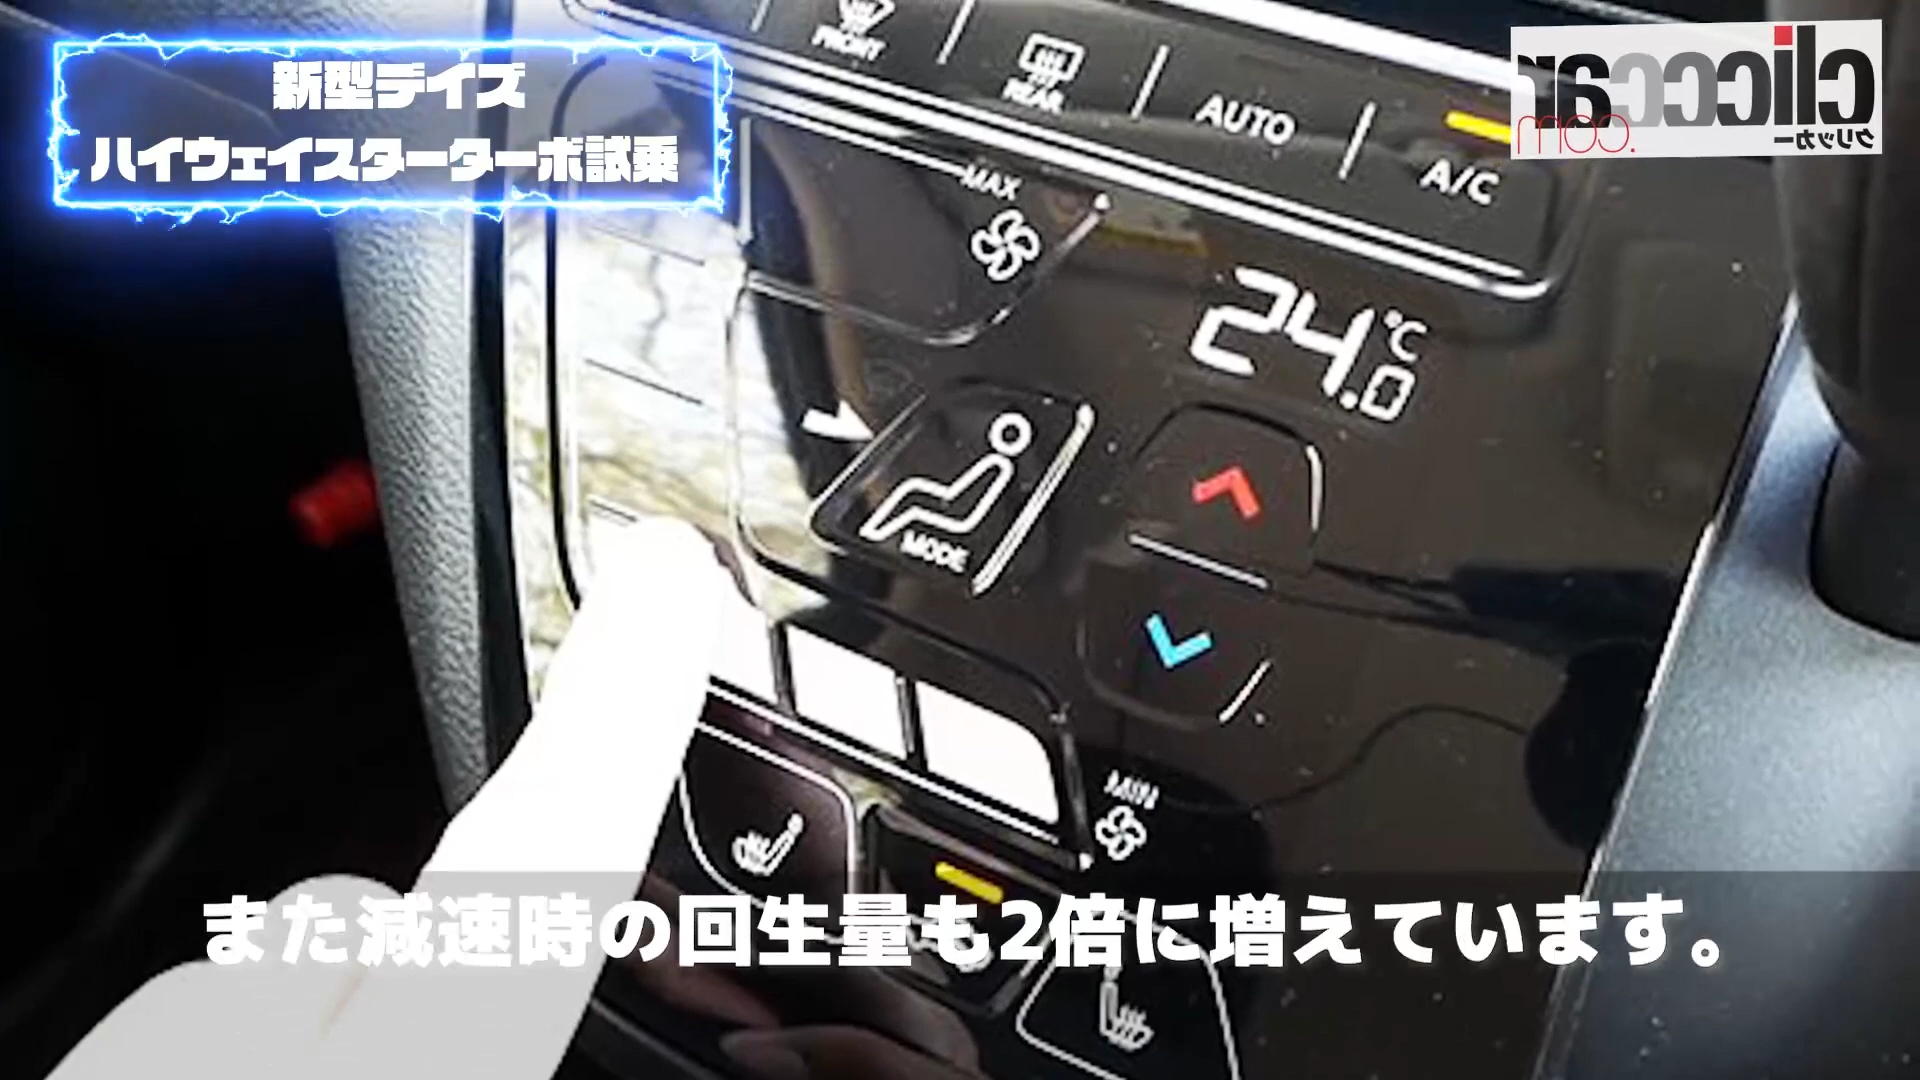 新型デイズ
ハイウェイスターターボ試乗
cliccar
.com
クリッカー
FRONT
REAR
AUTO
A/C
MAX
24.0
°C
MODE
MIN
また減速時の回生量も2倍に増えています。